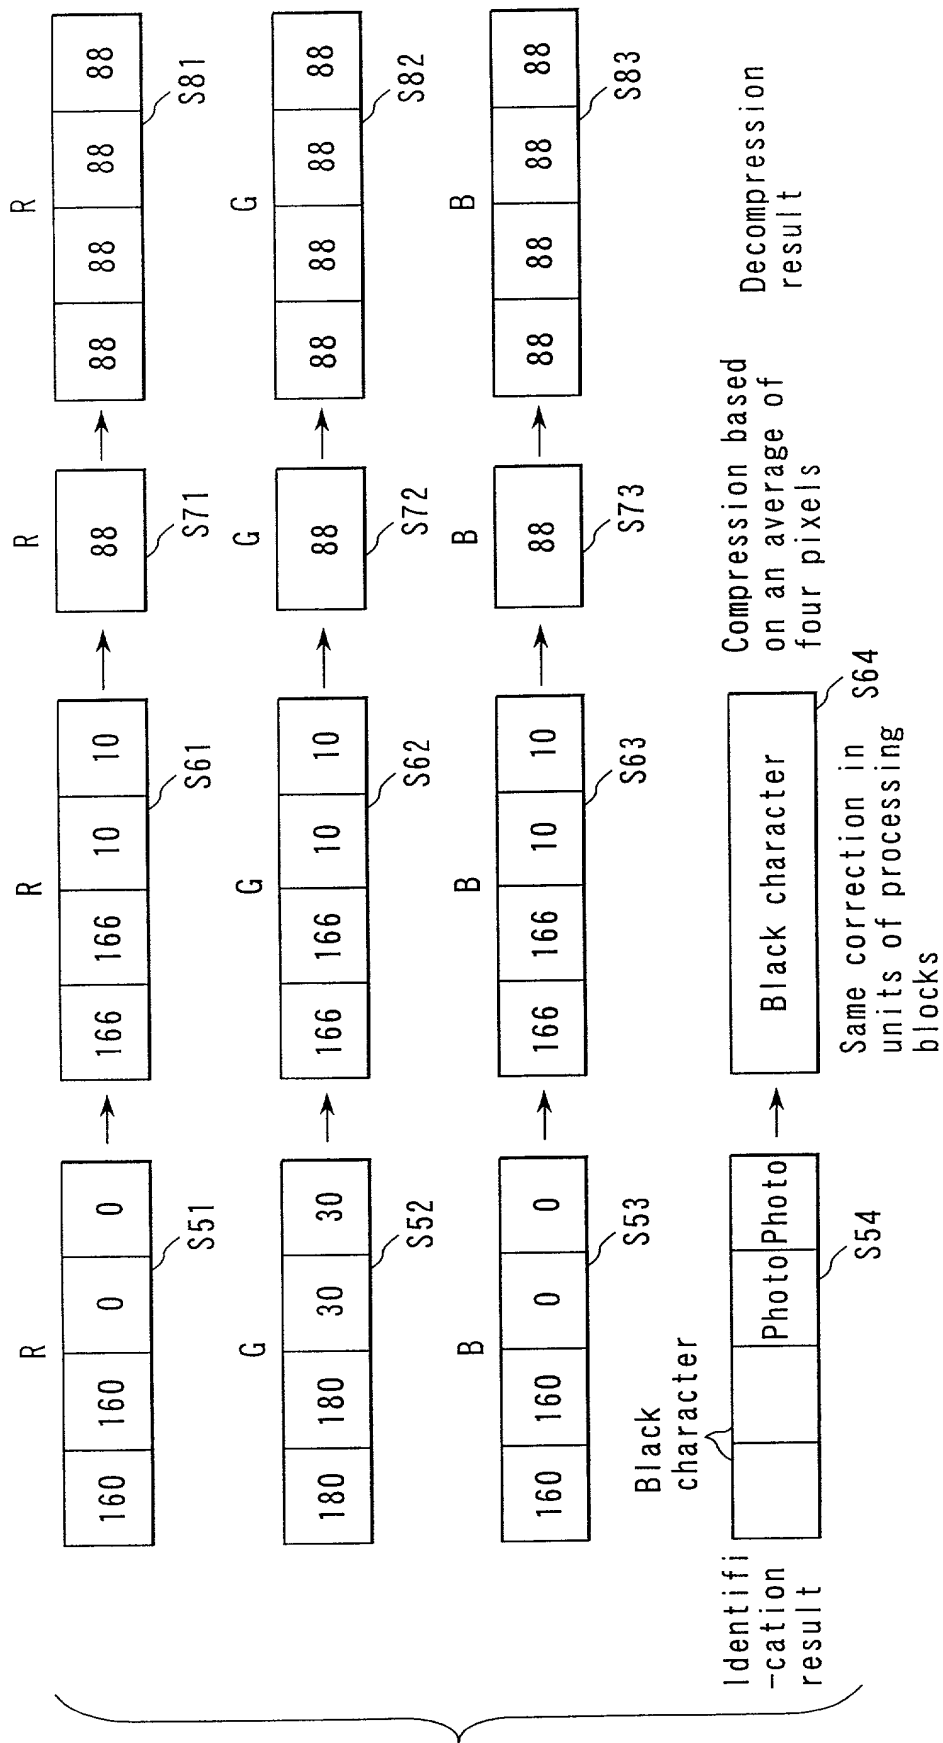 R R R R
160 160 0 0 166 166 10 10 88 88 88 88 88
S51 S61 S71 S81
G G G G
180 180 30 30 166 166 10 10 88 88 88 88 88
S52 S62 S72 S82
B B B B
160 160 0 0 166 166 10 10 88 88 88 88 88
S53 S63 S73 S83
Black
character
Identifi
-cation
result
Photo Photo
S54
Black character
S64
Same correction in
units of processing
blocks
Compression based
on an average of
four pixels
Decompression
result